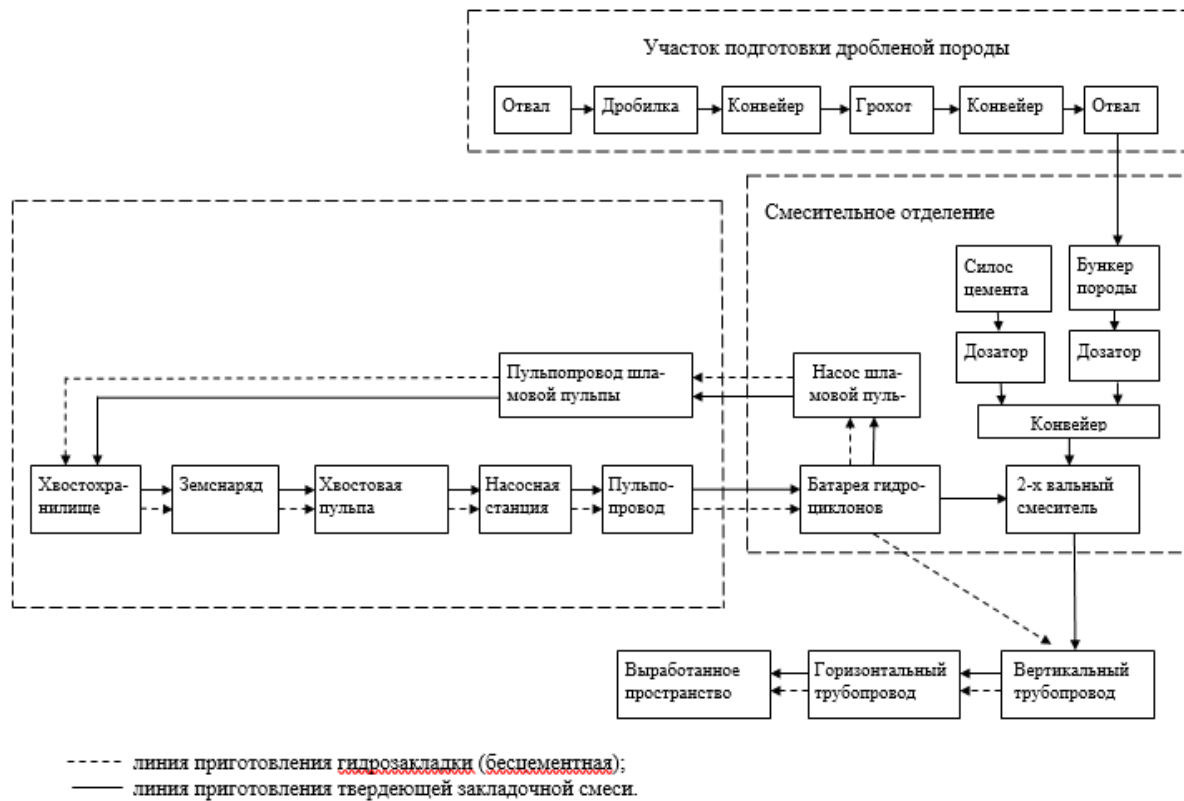 Участок подготовки дробленой породы
Отвал
Дробилка
Конвейер
Грохот
Конвейер
Отвал
Смесительное отделение
Силос
цемента
Бункер
породы
Дозатор
Дозатор
Конвейер
Пульпопровод шла-
мовой пульпы
Насос шла-
мовой пуль-
Хвостохра-
нилище
Земснаряд
Хвостовая
пульпа
Насосная
станция
Пульпо-
провод
Батарея гидро-
циклонов
2-х вальный
смеситель
Выработанное
пространство
Горизонтальный
трубопровод
Вертикальный
трубопровод
линия приготовления гидрозакладки (бесцементная);
линия приготовления твердеющей закладочной смеси.